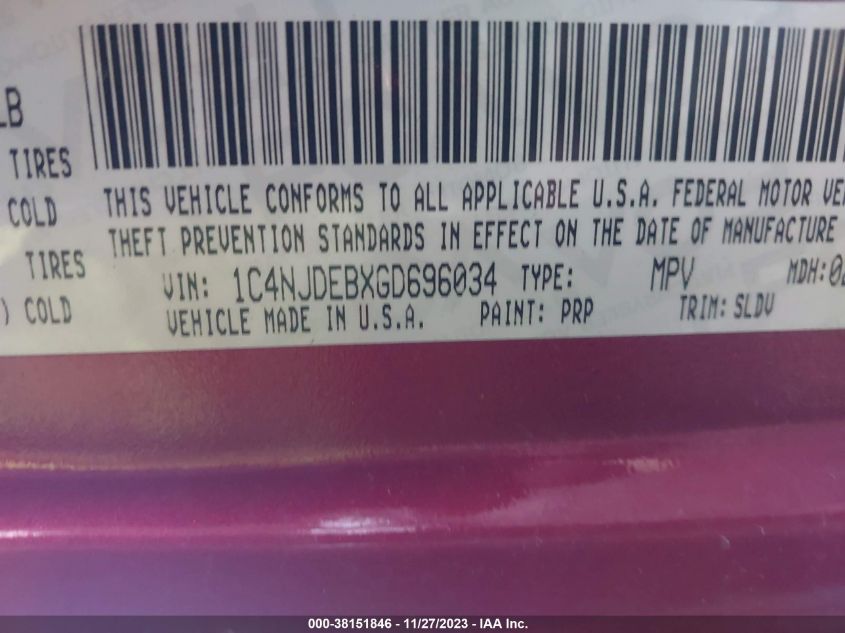 LB
TIRES
COLD
TIRES
) COLD
THIS VEHICLE CONFORMS TO ALL APPLICABLE U.S.A. FEDERAL MOTOR VE
THEFT PREVENTION STANDARDS IN EFFECT ON THE DATE OF MANUFACTURE
VIN: 1C4NJDEBXGD696034 TYPE: MPV MDH:02
VEHICLE MADE IN U.S.A. PAINT: PRP TRIM: SLDV
000-38151846 - 11/27/2023 - IAA Inc.